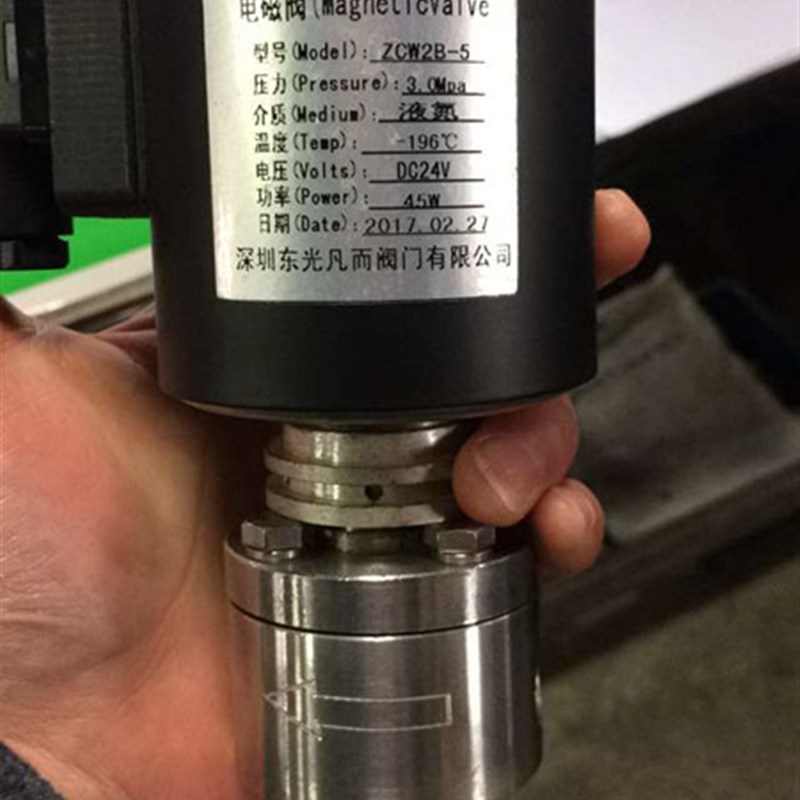 电磁阀(MagneticValve
型号(Model): ZCW2B-5
压力(Pressure): 3.0Mpa
介质(Medium): 液氮
温度(Temp): -196℃
电压(Volts): DC24V
功率(Power): 45W
日期(Date): 2017.02.27
深圳东光凡而阀门有限公司